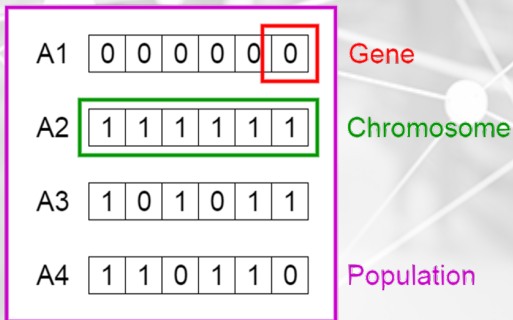 A1 0 0 0 0 0 0 Gene
A2 1 1 1 1 1 1 Chromosome
A3 1 0 1 0 1 1
A4 1 1 0 1 1 0 Population